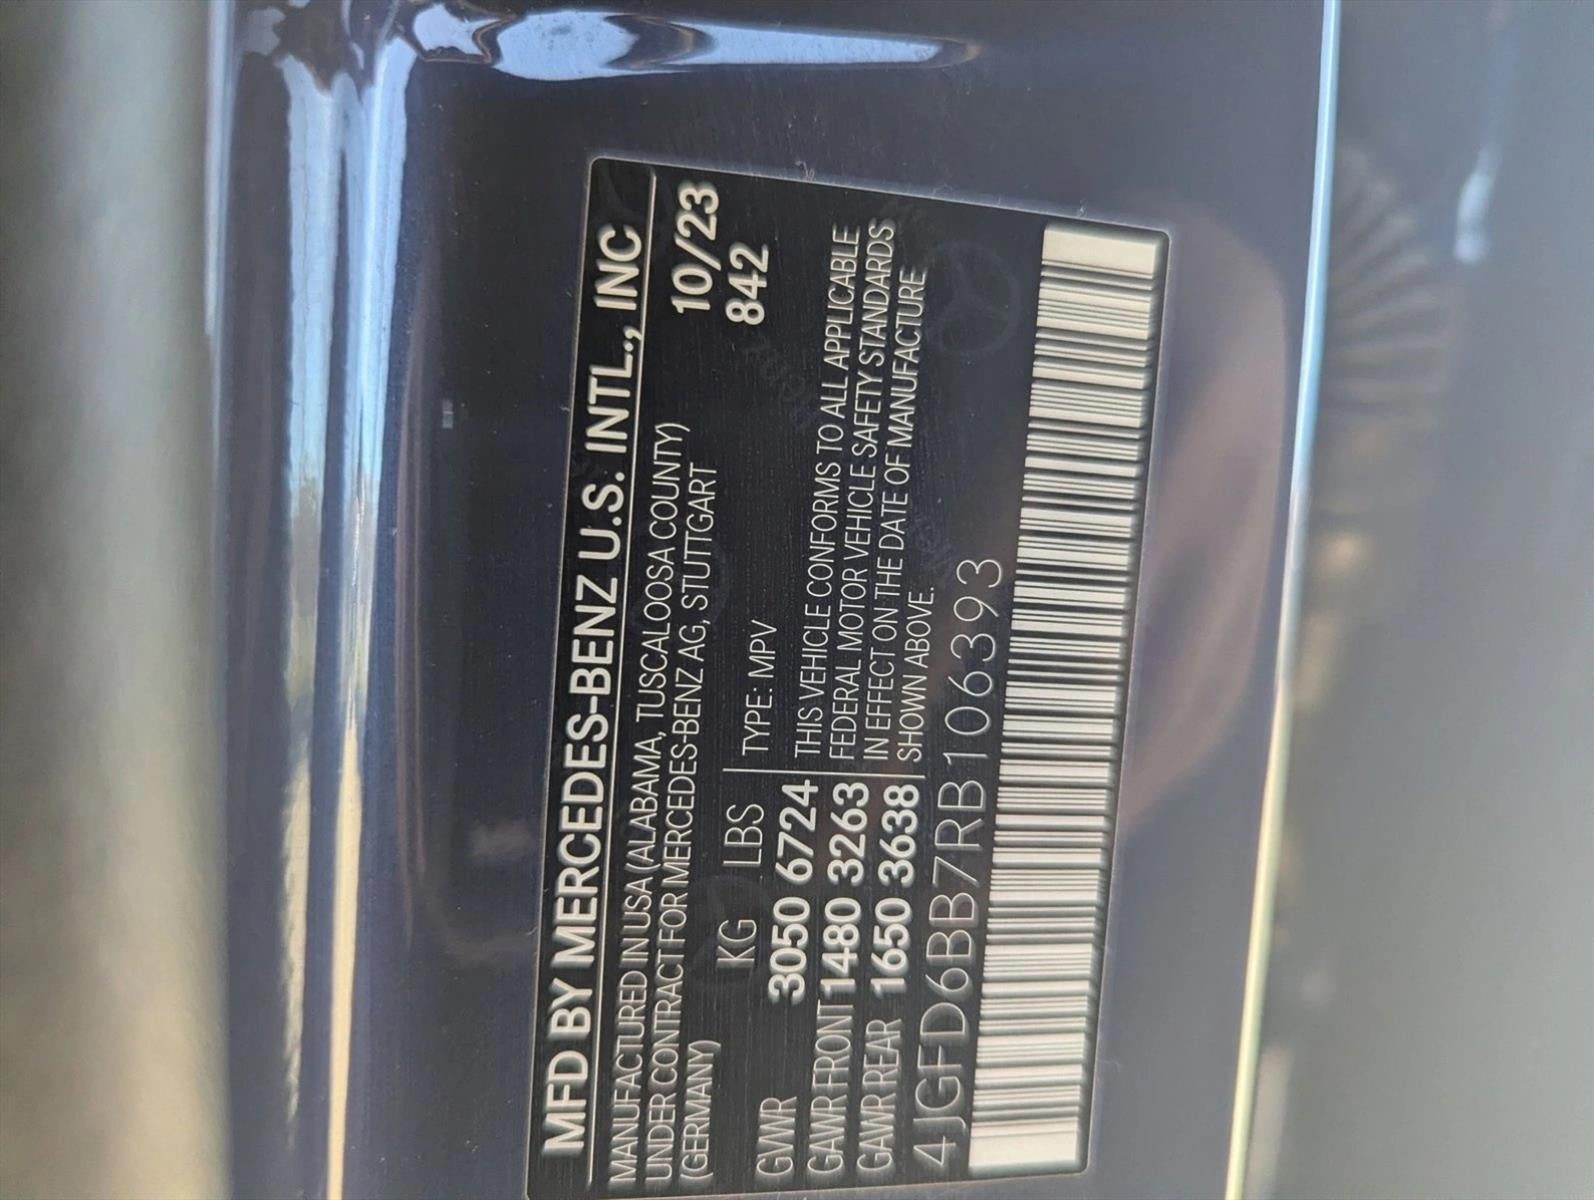 MFD BY MERCEDES-BENZ U.S. INTL., INC
MANUFACTURED IN USA (ALABAMA, TUSCALOOSA COUNTY) 10/23
UNDER CONTRACT FOR MERCEDES-BENZ AG, STUTTGART 842
(GERMANY)
KG LBS TYPE: MPV
GVWR 3050 6724 THIS VEHICLE CONFORMS TO ALL APPLICABLE
GAWR FRONT 1480 3263 FEDERAL MOTOR VEHICLE SAFETY STANDARDS
GAWR REAR 1650 3638 IN EFFECT ON THE DATE OF MANUFACTURE
SHOWN ABOVE.
4JGFD6BB7RB106393